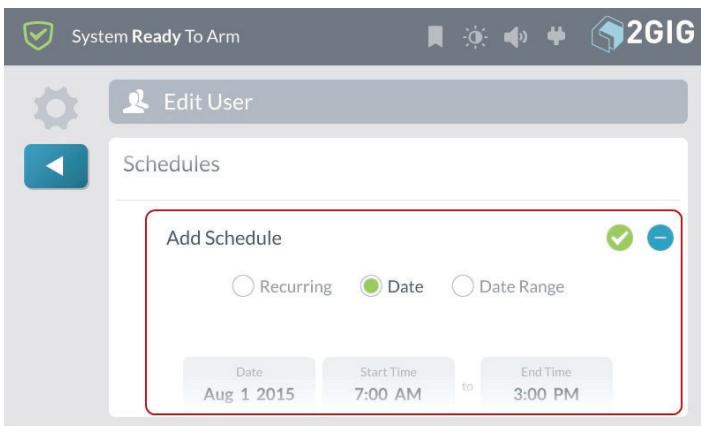 System Ready To Arm
2GIG
Edit User
Schedules
Add Schedule
Recurring Date Date Range
Date Start Time End Time
Aug 1 2015 7:00 AM to 3:00 PM